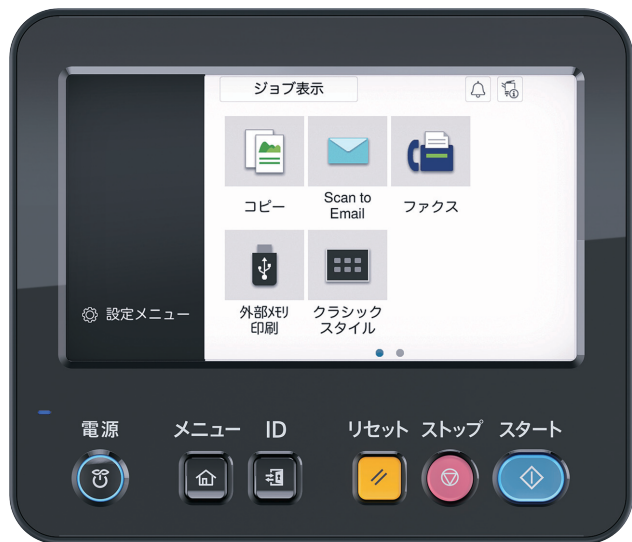 ジョブ表示
コピー
Scan to
Email
ファクス
外部メモリ
印刷
クラシック
スタイル
設定メニュー
電源
メニュー
ID
リセット
ストップ
スタート